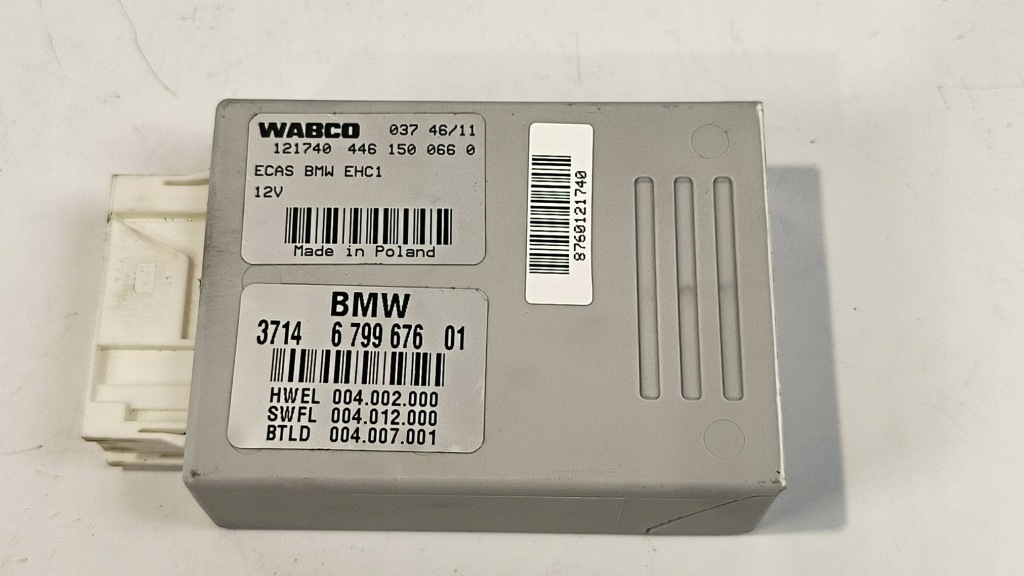 WABCO 037 46/11
121740 446 150 066 0
ECAS BMW EHC1
12V
Made in Poland
8760121740
BMW
3714 6 799 676 01
HWEL 004.002.000
SWFL 004.012.000
BTLD 004.007.001